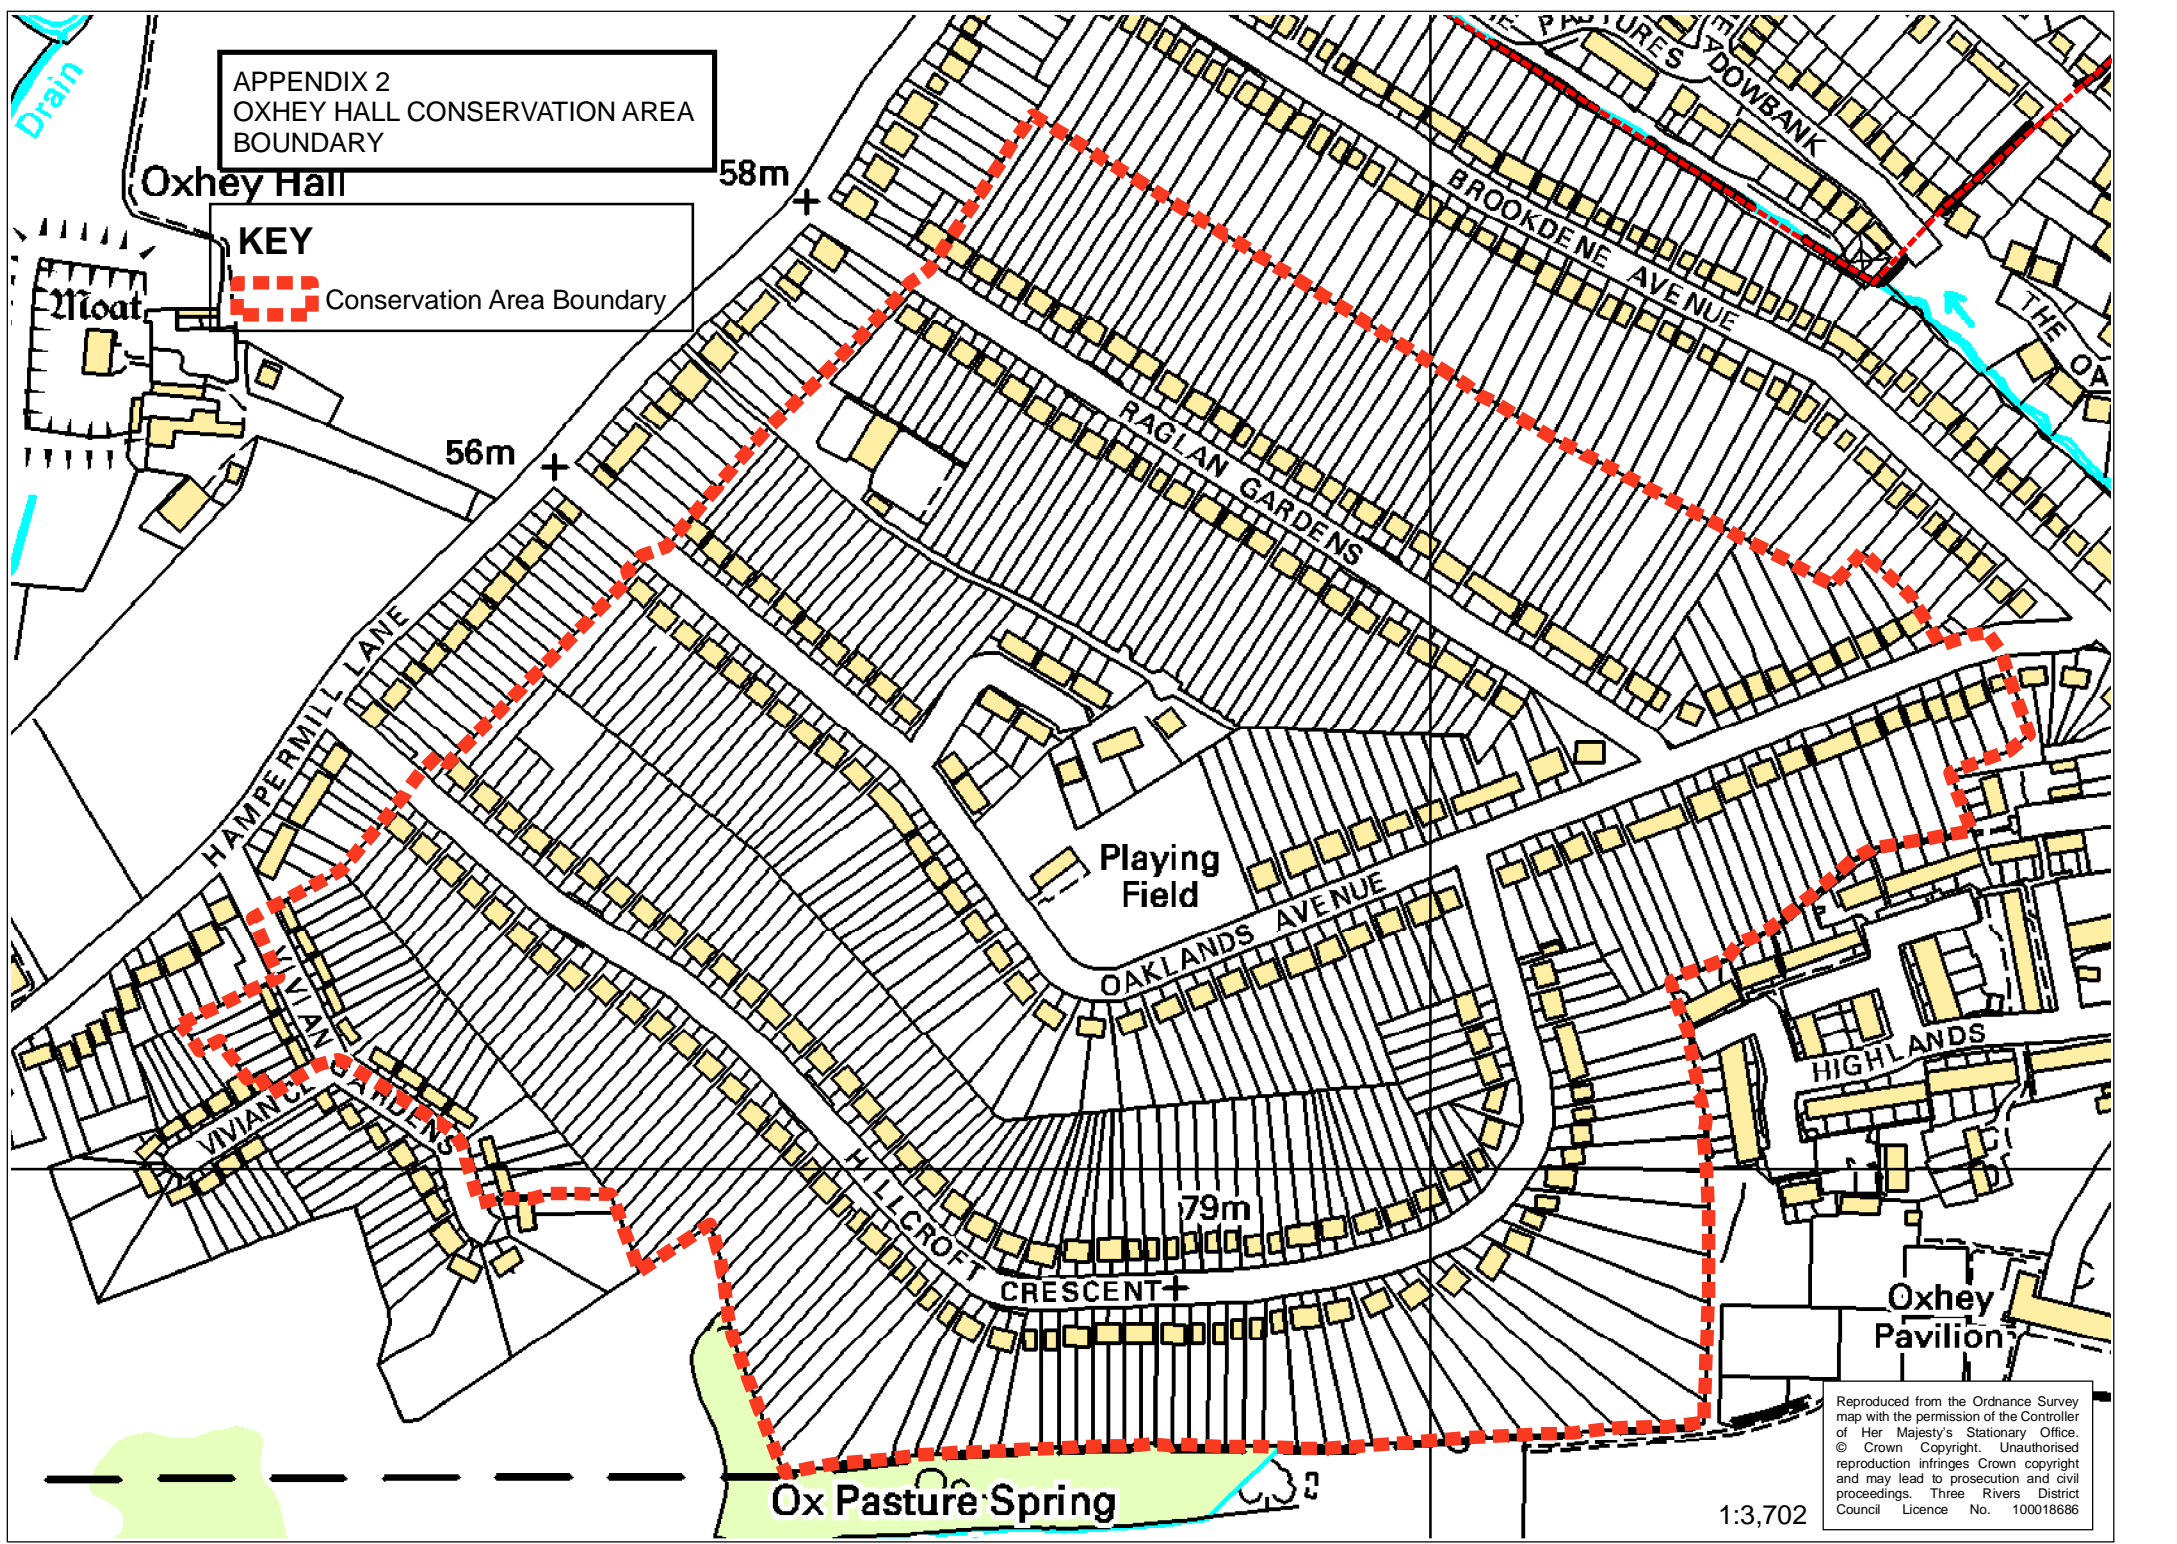 APPENDIX 2
OXHEY HALL CONSERVATION AREA
BOUNDARY
Drain
Oxhey Hall
58m
KEY
Conservation Area Boundary
Moat
56m
DOWBANK
BROOKDENE AVENUE
THE OA
RAGLAN GARDENS
HAMPERMILL LANE
Playing
Field
OAKLANDS AVENUE
VIVIAN
VIVIAN
HIGHLANDS
HILLCROFT
CRESCENT
79m
Oxhey
Pavilion
Ox Pasture Spring
1:3,702
Reproduced from the Ordnance Survey
map with the permission of the Controller
of Her Majesty's Stationary Office.
© Crown Copyright. Unauthorised
reproduction infringes Crown copyright
and may lead to prosecution and civil
proceedings. Three Rivers District
Council Licence No. 100018686